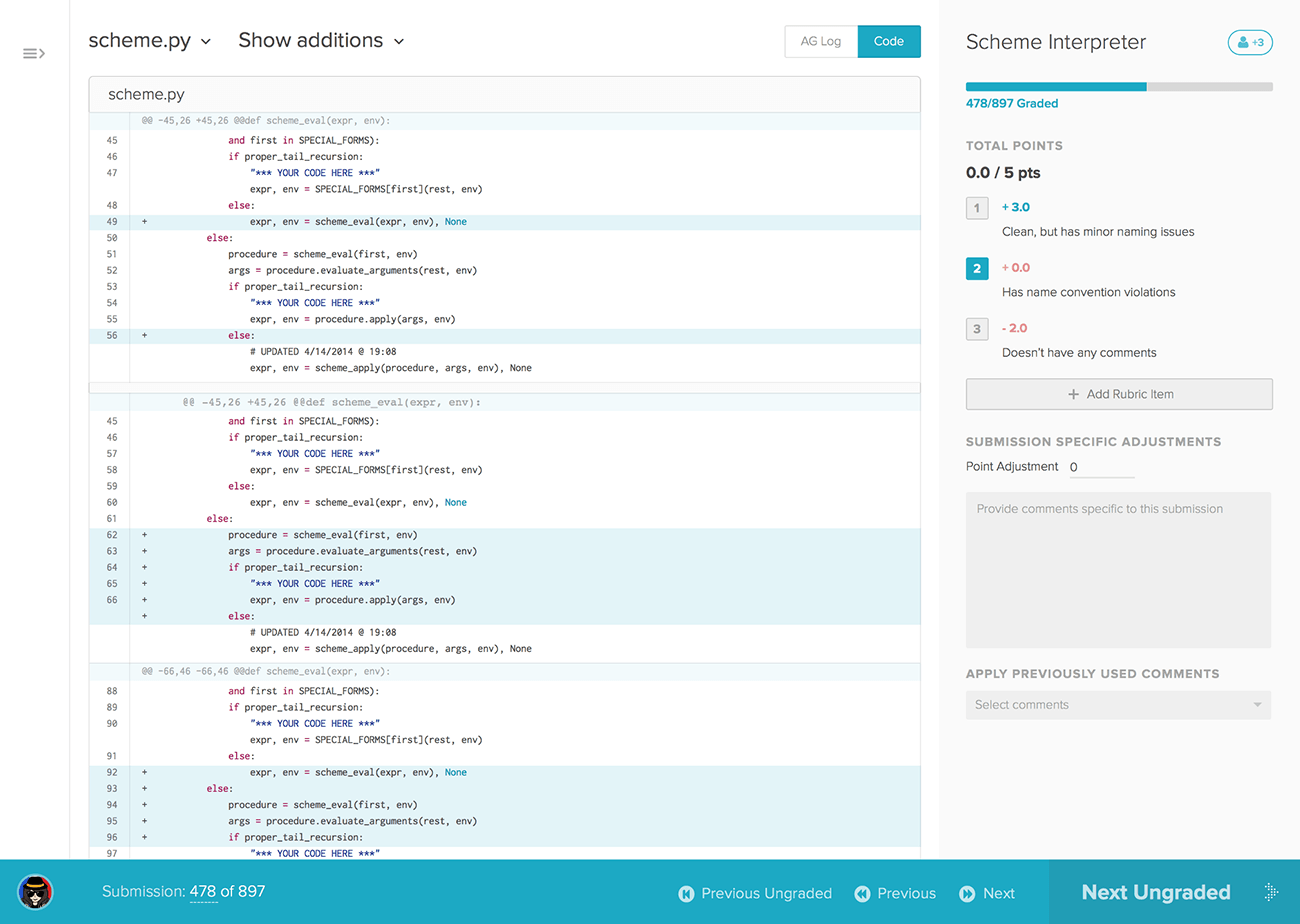 scheme.py Show additions AG Log Code
scheme.py
@@ -45,26 +45,26 @@def scheme_eval(expr, env):
45 and first in SPECIAL_FORMS):
46 if proper_tail_recursion:
47 "*** YOUR CODE HERE ***"
expr, env = SPECIAL_FORMS[first](rest, env)
48 else:
49 + expr, env = scheme_eval(expr, env), None
50 else:
51 procedure = scheme_eval(first, env)
52 args = procedure.evaluate_arguments(rest, env)
53 if proper_tail_recursion:
54 "*** YOUR CODE HERE ***"
55 expr, env = procedure.apply(args, env)
56 + else:
# UPDATED 4/14/2014 @ 19:08
expr, env = scheme_apply(procedure, args, env), None
@@ -45,26 +45,26 @@def scheme_eval(expr, env):
45 and first in SPECIAL_FORMS):
46 if proper_tail_recursion:
57 "*** YOUR CODE HERE ***"
58 expr, env = SPECIAL_FORMS[first](rest, env)
59 else:
60 expr, env = scheme_eval(expr, env), None
61 else:
62 + procedure = scheme_eval(first, env)
63 + args = procedure.evaluate_arguments(rest, env)
64 + if proper_tail_recursion:
65 + "*** YOUR CODE HERE ***"
66 + expr, env = procedure.apply(args, env)
+ else:
# UPDATED 4/14/2014 @ 19:08
expr, env = scheme_apply(procedure, args, env), None
@@ -66,46 -66,46 @@def scheme_eval(expr, env):
88 and first in SPECIAL_FORMS):
89 if proper_tail_recursion:
90 "*** YOUR CODE HERE ***"
expr, env = SPECIAL_FORMS[first](rest, env)
91 else:
92 + expr, env = scheme_eval(expr, env), None
93 + else:
94 + procedure = scheme_eval(first, env)
95 + args = procedure.evaluate_arguments(rest, env)
96 + if proper_tail_recursion:
97 "*** YOUR CODE HERE ***"
Scheme Interpreter +3
478/897 Graded
TOTAL POINTS
0.0 / 5 pts
1 + 3.0
Clean, but has minor naming issues
2 + 0.0
Has name convention violations
3 - 2.0
Doesn't have any comments
+ Add Rubric Item
SUBMISSION SPECIFIC ADJUSTMENTS
Point Adjustment 0
Provide comments specific to this submission
APPLY PREVIOUSLY USED COMMENTS
Select comments
Submission: 478 of 897 Previous Ungraded Previous Next Next Ungraded